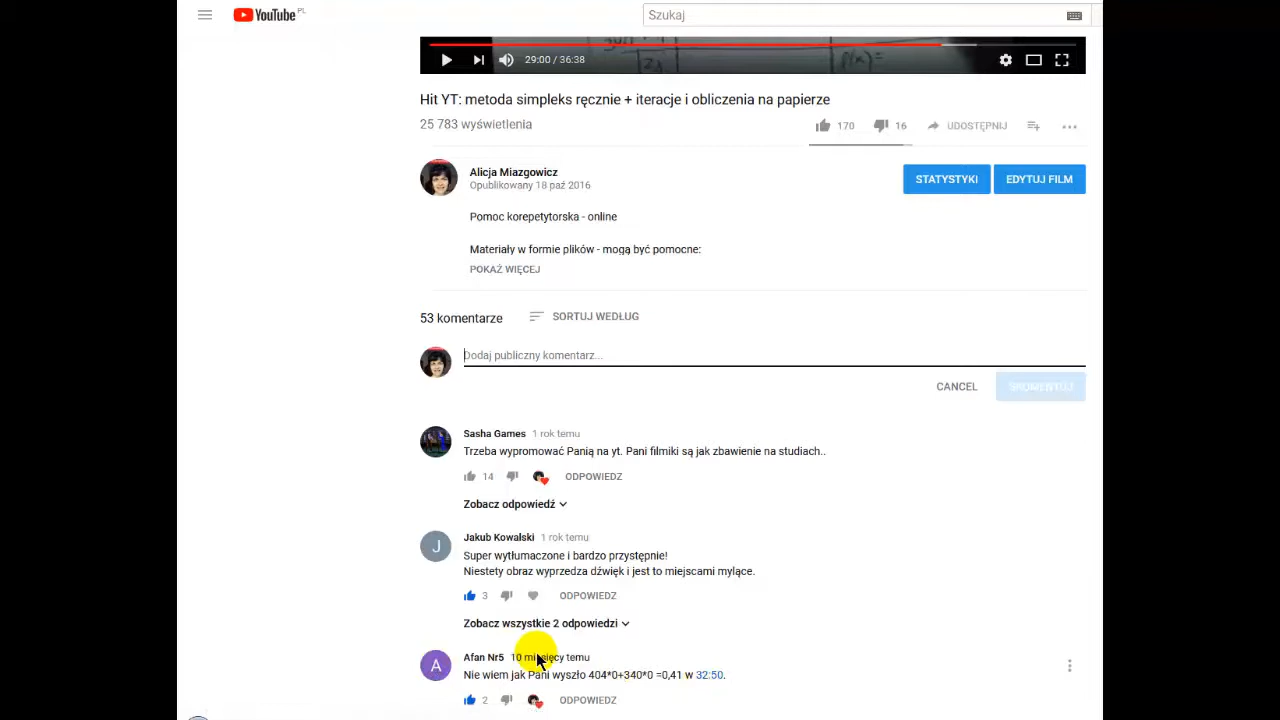 YouTube PL
Szukaj
29:00 / 36:38
Hit YT: metoda simpleks ręcznie + iteracje i obliczenia na papierze
25 783 wyświetlenia
170
16
UDOSTĘPNIJ
Alicja Miazgowicz
Opublikowany 18 paź 2016
STATYSTYKI
EDYTUJ FILM
Pomoc korepetytorska - online
Materiały w formie plików - mogą być pomocne:
POKAŻ WIĘCEJ
53 komentarze
SORTUJ WEDŁUG
Dodaj publiczny komentarz...
CANCEL
SKOMENTUJ
Sasha Games 1 rok temu
Trzeba wypromować Panią na yt. Pani filmiki są jak zbawienie na studiach..
14
ODPOWIEDZ
Zobacz odpowiedź
J
Jakub Kowalski 1 rok temu
Super wytłumaczone i bardzo przystępnie!
Niestety obraz wyprzedza dźwięk i jest to miejscami mylące.
3
ODPOWIEDZ
Zobacz wszystkie 2 odpowiedzi
A
Afan Nr5 10 miesięcy temu
Nie wiem jak Pani wyszło 404*0+340*0 =0,41 w 32:50.
2
ODPOWIEDZ